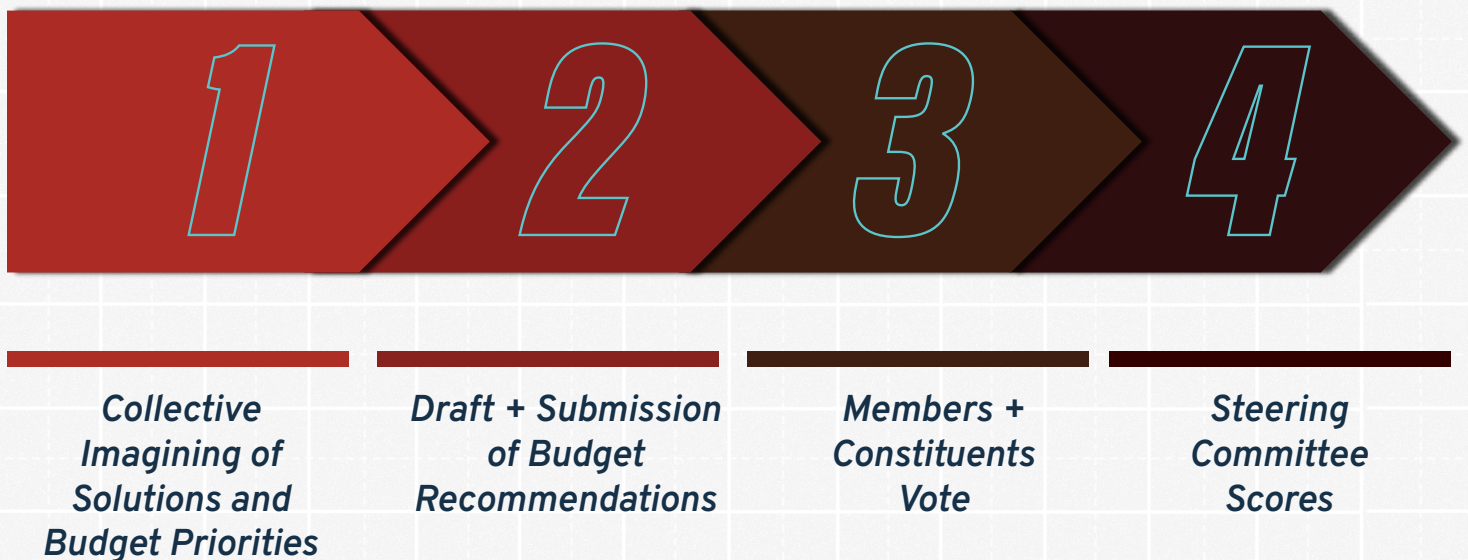 1
2
3
4
Collective
Imagining of
Solutions and
Budget Priorities
Draft + Submission
of Budget
Recommendations
Members +
Constituents
Vote
Steering
Committee
Scores